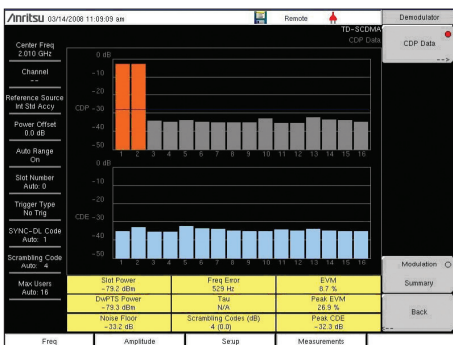 Anritsu 03/14/2008 11:09:09 am
Remote
Demodulator
TD-SCDMA
CDP Data
CDP Data
-->
Center Freq
2.010 GHz
Channel
--
Reference Source
Int Std Accy
Power Offset
0.0 dB
Auto Range
On
Slot Number
Auto: 0
Trigger Type
No Trig
SYNC-DL Code
Auto: 1
Scrambling Code
Auto: 4
Max Users
Auto: 16
0 dB
-10
-20
CDP -30
-40
-50
1 2 3 4 5 6 7 8 9 10 11 12 13 14 15 16
0 dB
-10
-20
CDE -30
-40
-50
1 2 3 4 5 6 7 8 9 10 11 12 13 14 15 16
Slot Power
-79.2 dBm
Freq Error
529 Hz
EVM
8.7 %
DwPTS Power
-79.3 dBm
Tau
N/A
Peak EVM
26.9 %
Noise Floor
-33.2 dB
Scrambling Codes (dB)
4 (0.0)
Peak CDE
-32.3 dB
Modulation
Summary
Back
<--
Freq
Amplitude
Setup
Measurements